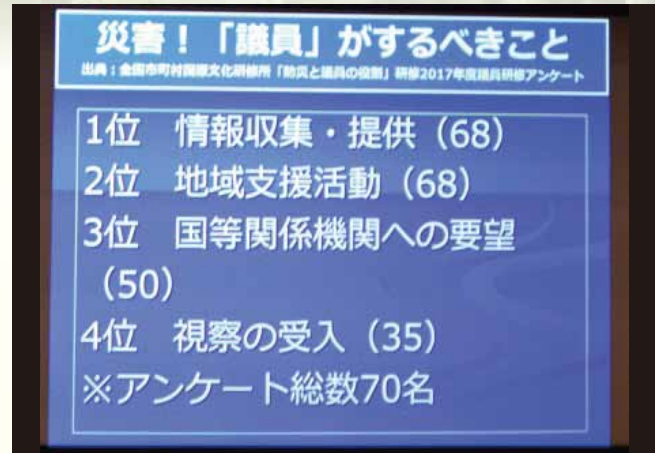 災害！「議員」がするべきこと
出典：全国市町村国際文化研修所「防災と議員の役割」研修2017年度議員研修アンケート
1位　情報収集・提供（68）
2位　地域支援活動（68）
3位　国等関係機関への要望
（50）
4位　視察の受入（35）
※アンケート総数70名